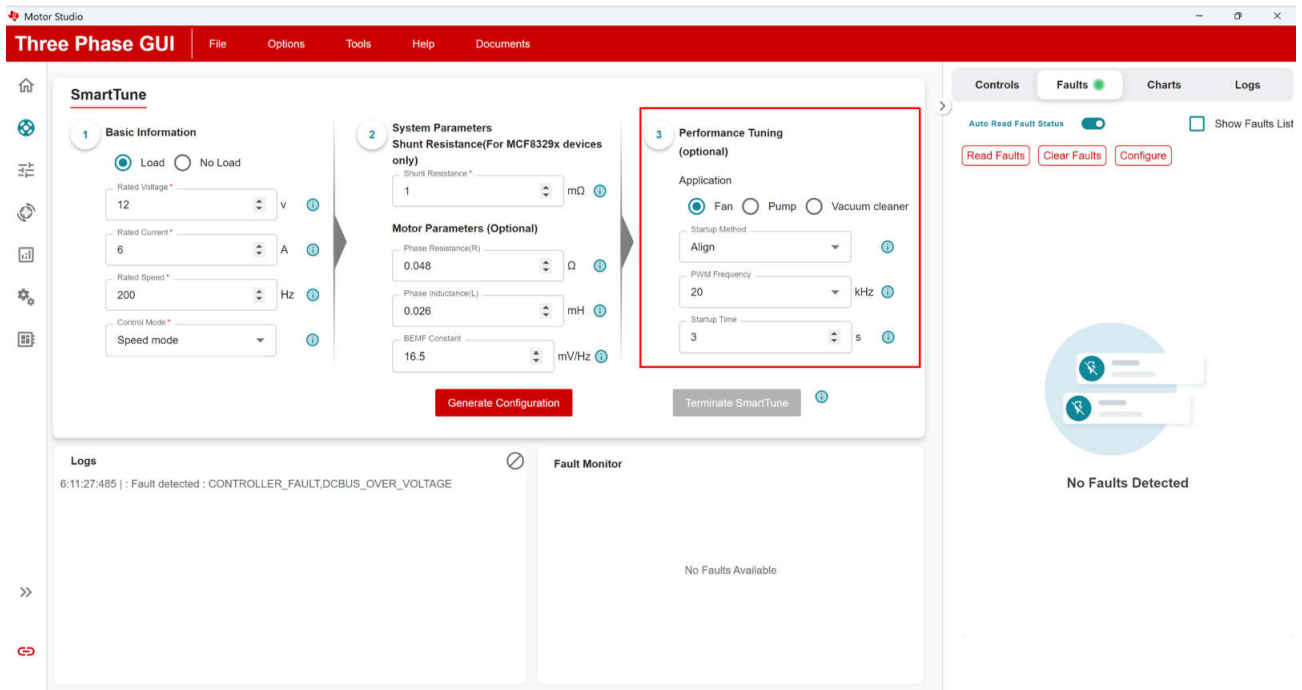 Motor Studio
Three Phase GUI
File Options Tools Help Documents
SmartTune
1 Basic Information
Load No Load
Rated Voltage *
12 v
Rated Current *
6 A
Rated Speed *
200 Hz
Control Mode *
Speed mode
2 System Parameters
Shunt Resistance(For MCF8329x devices
only)
Shunt Resistance *
1 mΩ
Motor Parameters (Optional)
Phase Resistance(R)
0.048 Ω
Phase Inductance(L)
0.026 mH
BEMF Constant
16.5 mV/Hz
3 Performance Tuning
(optional)
Application
Fan Pump Vacuum cleaner
Startup Method
Align
PWM Frequency
20 kHz
Startup Time
3 s
Generate Configuration
Terminate SmartTune
Logs
6:11:27:485 | : Fault detected : CONTROLLER_FAULT,DCBUS_OVER_VOLTAGE
Fault Monitor
No Faults Available
Controls Faults Charts Logs
Auto Read Fault Status
Show Faults List
Read Faults Clear Faults Configure
No Faults Detected